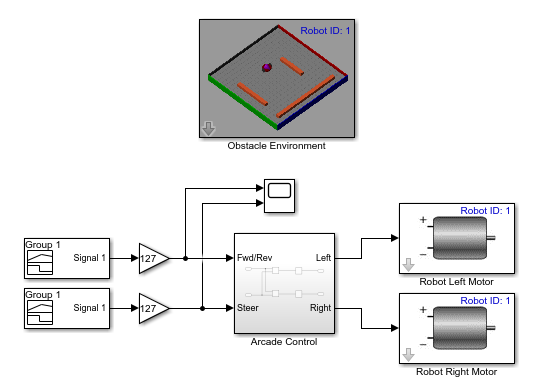 Robot ID: 1
Obstacle Environment
Group 1
Signal 1
127
Group 1
Signal 1
127
Fwd/Rev
Left
Steer
Right
Arcade Control
Robot ID: 1
+
−
Robot Left Motor
Robot ID: 1
+
−
Robot Right Motor